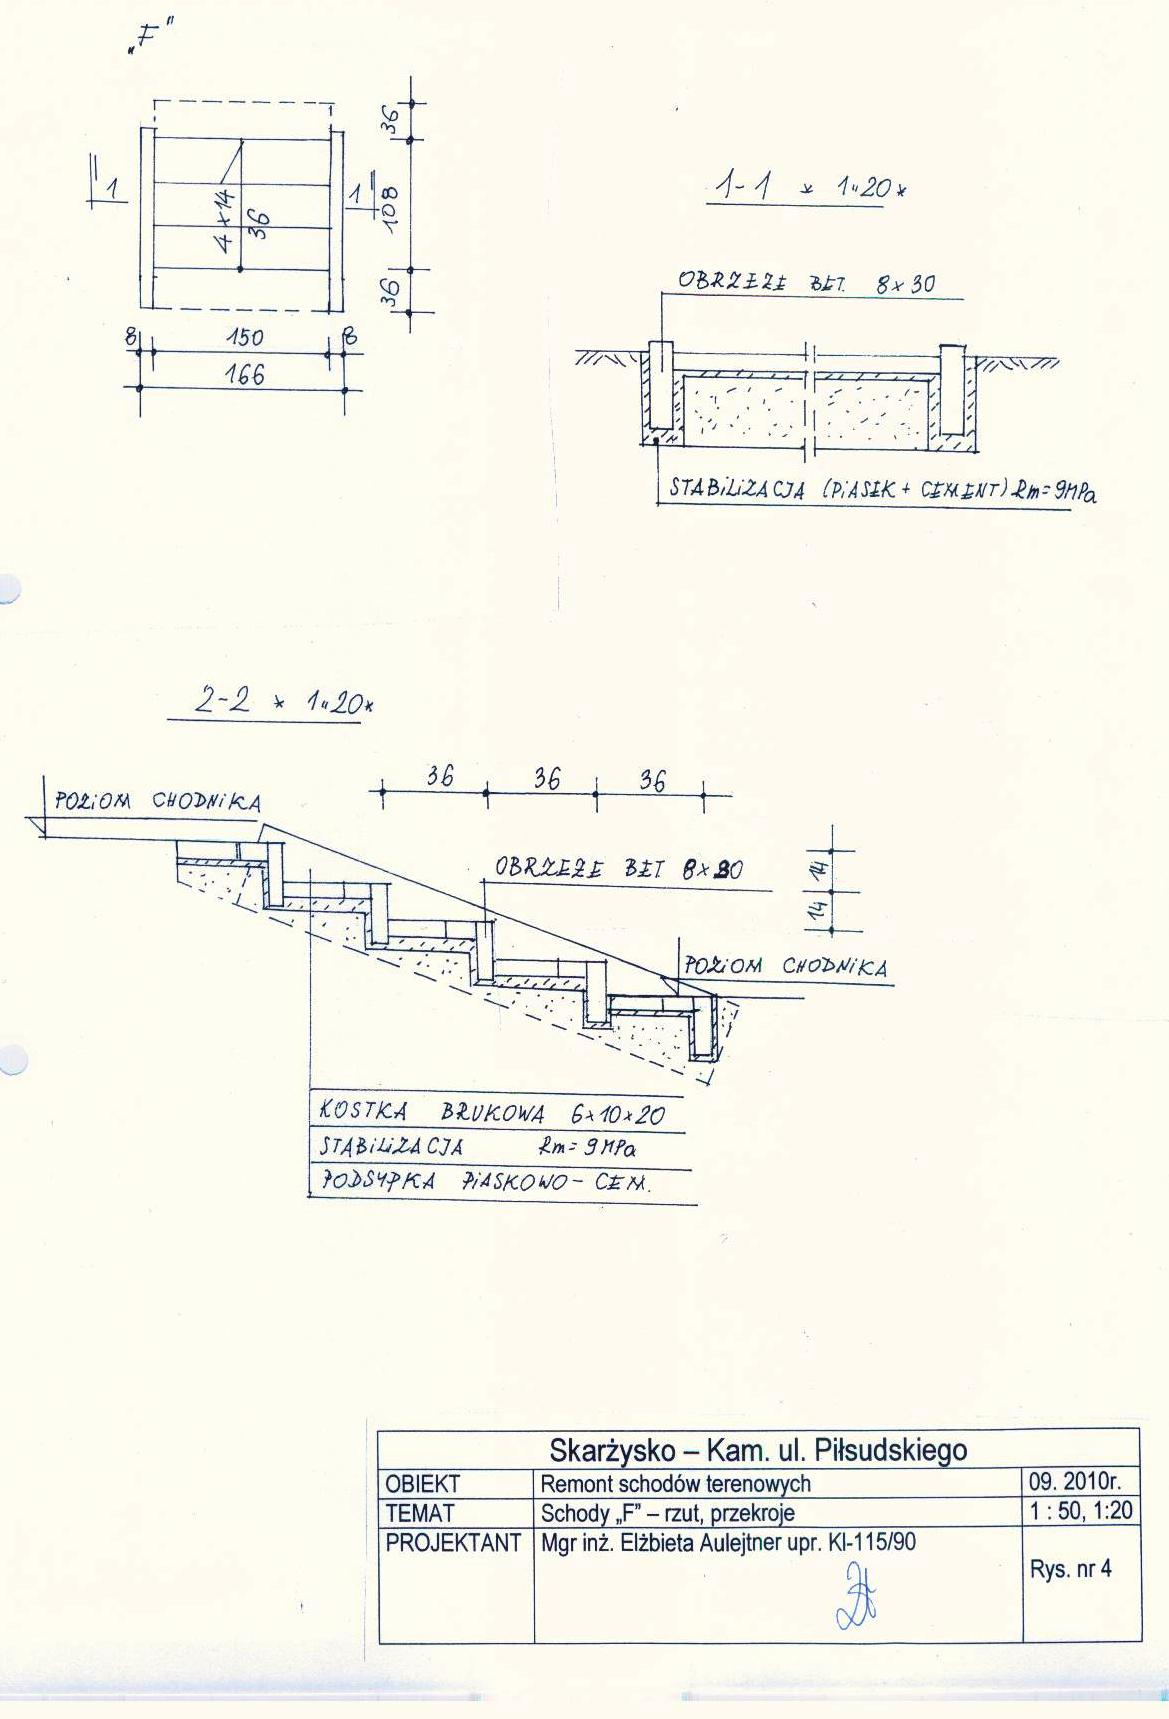 „F”
36
1
1
4 x 14
36
108
36
8 150 8
166
1-1 * 1:20 *
OBRZEŻE BET. 8x30
STABILIZACJA (PIASEK + CEMENT) Rm=9MPa
2-2 * 1:20 *
36 36 36
POZIOM CHODNIKA
OBRZEŻE BET 8x30
14
14
POZIOM CHODNIKA
KOSTKA BRUKOWA 6x10x20
STABILIZACJA Rm=9MPa
PODSYPKA PIASKOWO-CEM.
Skarżysko – Kam. ul. Piłsudskiego
OBIEKT Remont schodów terenowych 09. 2010r.
TEMAT Schody „F” – rzut, przekroje 1 : 50, 1:20
PROJEKTANT Mgr inż. Elżbieta Aulejtner upr. KI-115/90
Rys. nr 4